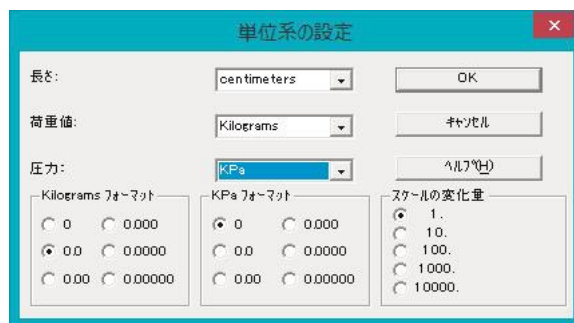 単位系の設定
長さ: centimeters OK
荷重値: Kilograms キャンセル
圧力: KPa ヘルプ(H)
Kilograms フォーマット KPa フォーマット スケールの変化量
0 0.000 0 0.000 1.
0.0 0.0000 0.0 0.0000 10.
0.00 0.00000 0.00 0.00000 100.
1000.
10000.